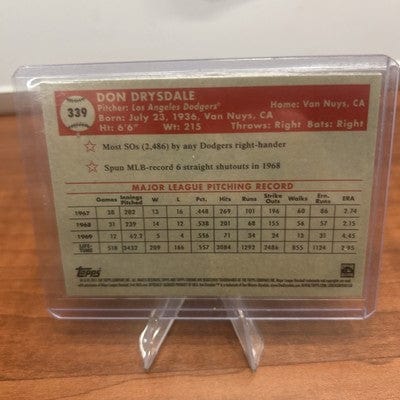 339
DON DRYSDALE
Pitcher: Los Angeles Dodgers® Home: Van Nuys, CA
Born: July 23, 1936, Van Nuys, CA
Ht: 6'6" Wt: 215 Throws: Right Bats: Right
Most SOs (2,486) by any Dodgers right-hander
Spun MLB-record 6 straight shutouts in 1968
MAJOR LEAGUE PITCHING RECORD
Games Innings Pitched W L Pct. Hits Runs Strike Outs Walks Earn. Runs ERA
1967 38 282 13 16 .448 269 101 196 60 86 2.74
1968 31 239 14 12 .538 201 68 155 56 57 2.15
1969 12 62.2 5 4 .556 71 34 24 13 31 4.45
LIFE-TIME 518 3432 209 166 .557 3084 1292 2486 855 1124 2.95
Topps